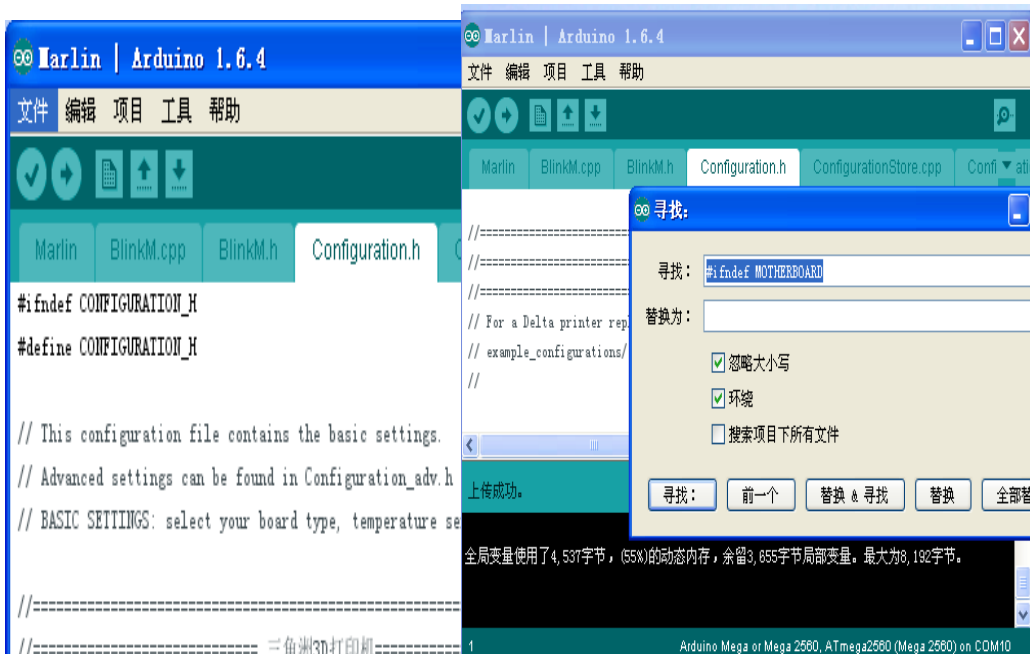 Marlin | Arduino 1.6.4
文件 编辑 项目 工具 帮助
Marlin BlinkM.cpp BlinkM.h Configuration.h C
#ifndef CONFIGURATION_H
#define CONFIGURATION_H
// This configuration file contains the basic settings.
// Advanced settings can be found in Configuration_adv.h
// BASIC SETTINGS: select your board type, temperature se
//=======================================================
//============================= 三角洲3D打印机===========
Marlin | Arduino 1.6.4
文件 编辑 项目 工具 帮助
Marlin BlinkM.cpp BlinkM.h Configuration.h ConfigurationStore.cpp Confi ati
//========================
//========================
//========================
// For a Delta printer repl
// example_configurations/
//
上传成功。
全局变量使用了4,537字节，(55%)的动态内存，余留3,655字节局部变量。最大为8,192字节。
1 Arduino Mega or Mega 2560, ATmega2560 (Mega 2560) on COM10
寻找:
寻找： #ifndef MOTHERBOARD
替换为：
忽略大小写
环绕
搜索项目下所有文件
寻找： 前一个 替换 & 寻找 替换 全部替